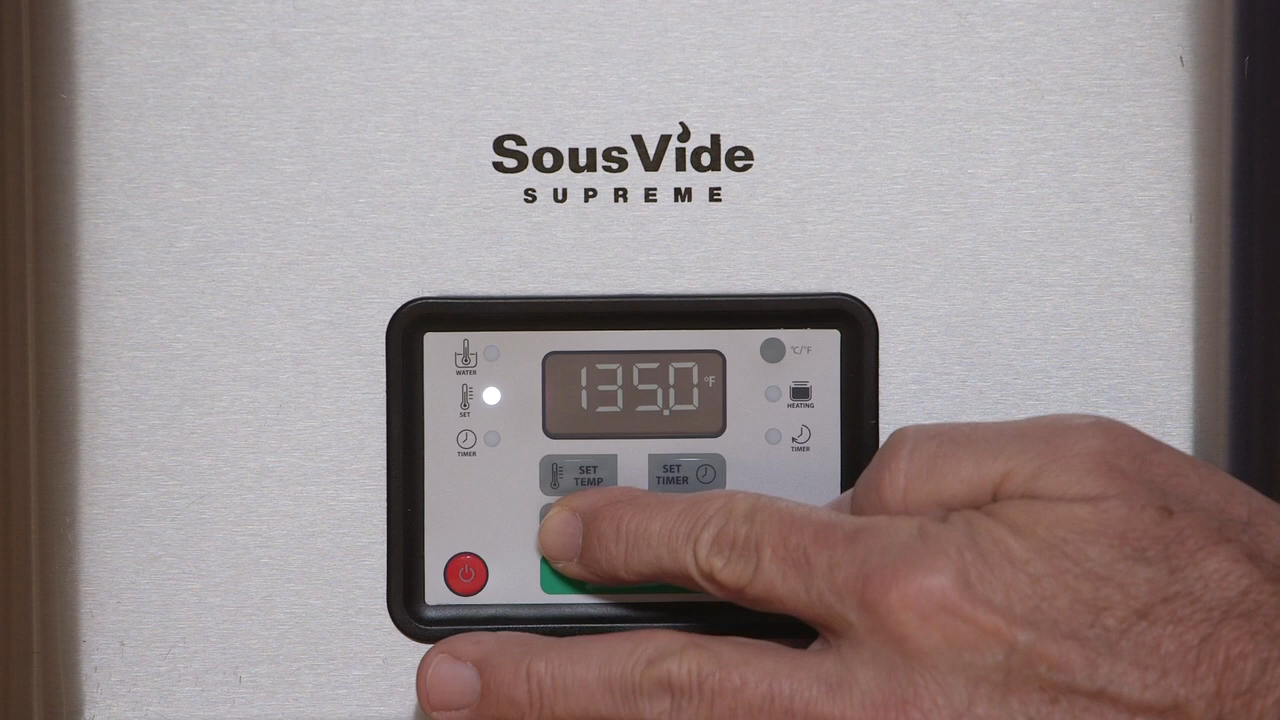 SousVide
SUPREME
WATER
SET
TIMER
135.0 °F
°C/°F
HEATING
TIMER
SET
TEMP
SET
TIMER